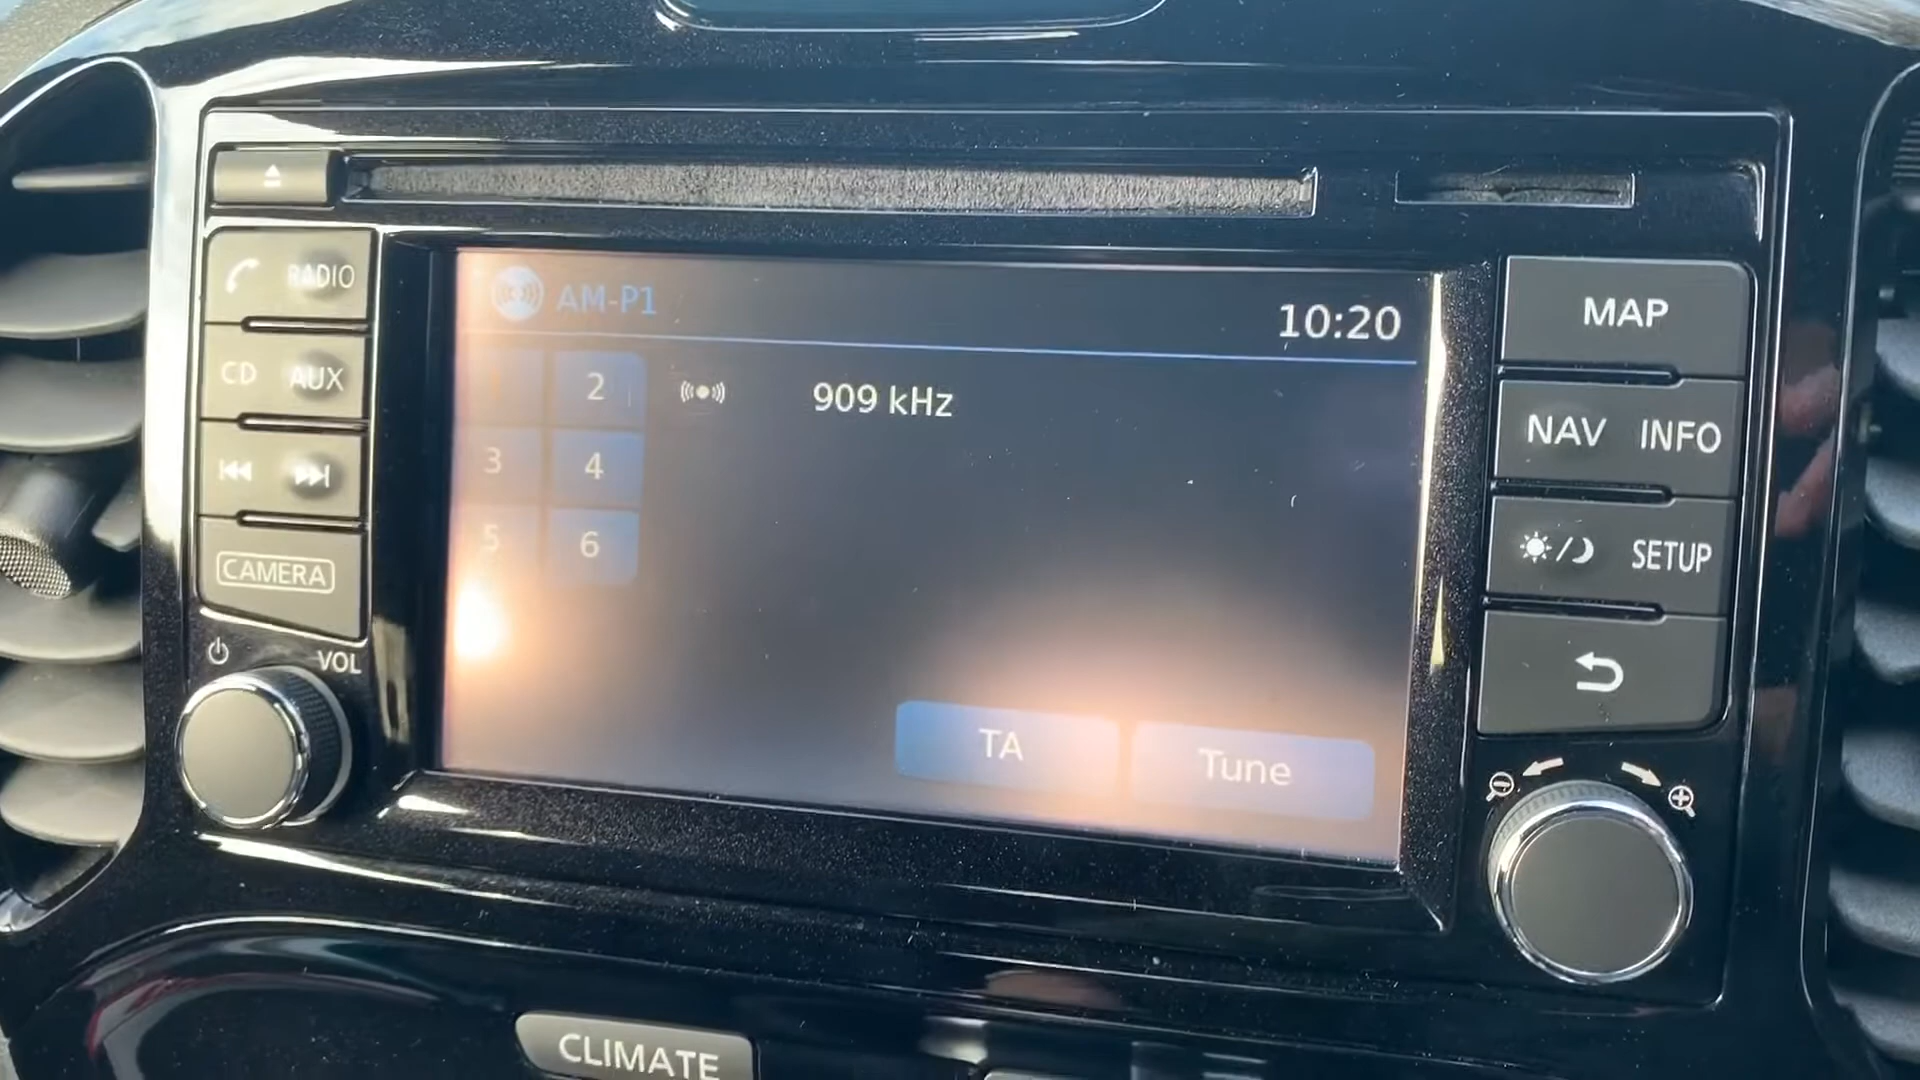 RADIO
CD AUX
CAMERA
VOL
AM-P1
10:20
1 2
909 kHz
3 4
5 6
TA
Tune
MAP
NAV INFO
SETUP
CLIMATE